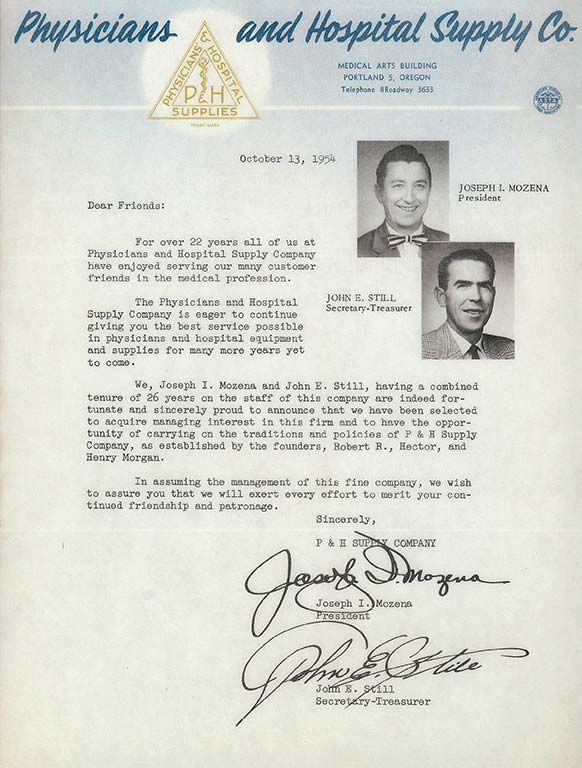 Physicians and Hospital Supply Co.
PHYSICIANS & HOSPITAL
P & H
SUPPLIES
TRADE MARK
MEDICAL ARTS BUILDING
PORTLAND 5, OREGON
Telephone BRoadway 3633
ASTA
October 13, 1954
JOSEPH I. MOZENA
President
Dear Friends:
For over 22 years all of us at
Physicians and Hospital Supply Company
have enjoyed serving our many customer
friends in the medical profession.
JOHN E. STILL
Secretary-Treasurer
The Physicians and Hospital
Supply Company is eager to continue
giving you the best service possible
in physicians and hospital equipment
and supplies for many more years yet
to come.
We, Joseph I. Mozena and John E. Still, having a combined
tenure of 26 years on the staff of this company are indeed for-
tunate and sincerely proud to announce that we have been selected
to acquire managing interest in this firm and to have the oppor-
tunity of carrying on the traditions and policies of P & H Supply
Company, as established by the founders, Robert R., Hector, and
Henry Morgan.
In assuming the management of this fine company, we wish
to assure you that we will exert every effort to merit your con-
tinued friendship and patronage.
Sincerely,
P & H SUPPLY COMPANY
Joseph I. Mozena
Joseph I. Mozena
President
John E. Still
John E. Still
Secretary-Treasurer